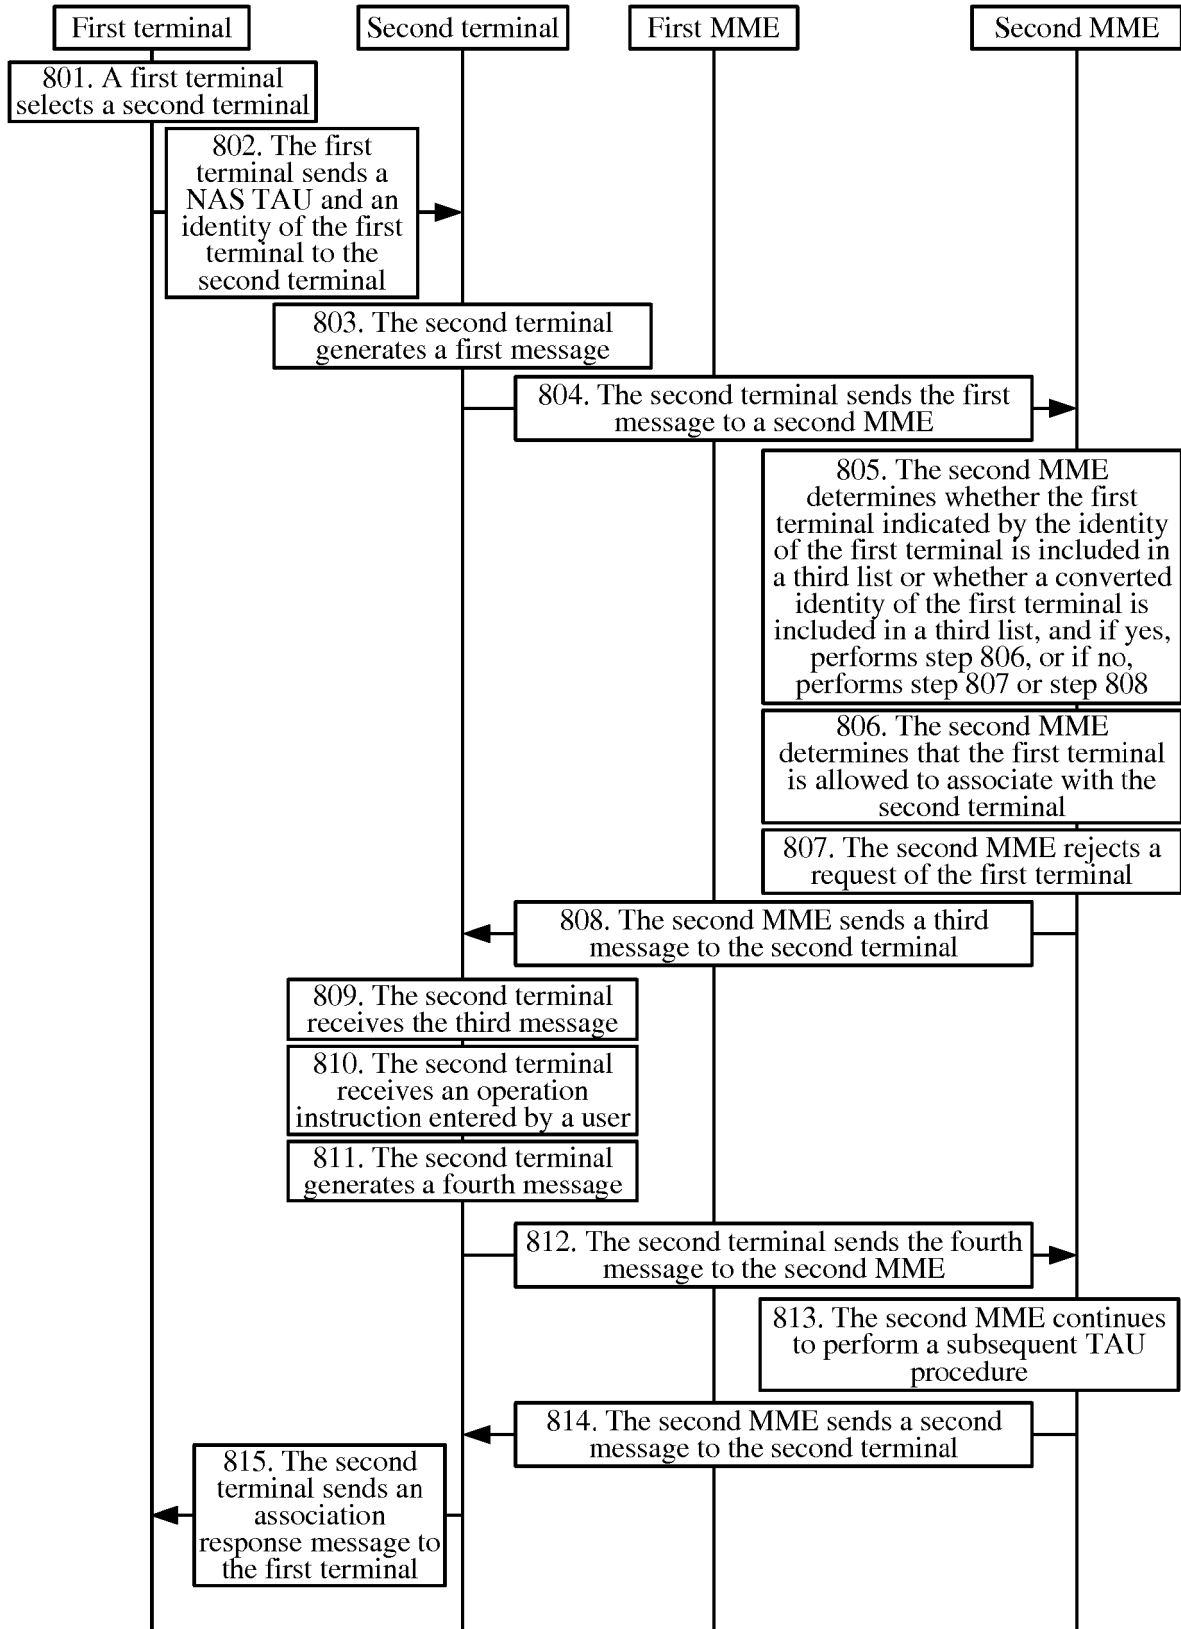 First terminal
Second terminal
First MME
Second MME
801. A first terminal
selects a second terminal
802. The first
terminal sends a
NAS TAU and an
identity of the first
terminal to the
second terminal
803. The second terminal
generates a first message
804. The second terminal sends the first
message to a second MME
805. The second MME
determines whether the first
terminal indicated by the identity
of the first terminal is included in
a third list or whether a converted
identity of the first terminal is
included in a third list, and if yes,
performs step 806, or if no,
performs step 807 or step 808
806. The second MME
determines that the first terminal
is allowed to associate with the
second terminal
807. The second MME rejects a
request of the first terminal
808. The second MME sends a third
message to the second terminal
809. The second terminal
receives the third message
810. The second terminal
receives an operation
instruction entered by a user
811. The second terminal
generates a fourth message
812. The second terminal sends the fourth
message to the second MME
813. The second MME continues
to perform a subsequent TAU
procedure
814. The second MME sends a second
message to the second terminal
815. The second
terminal sends an
association
response message to
the first terminal